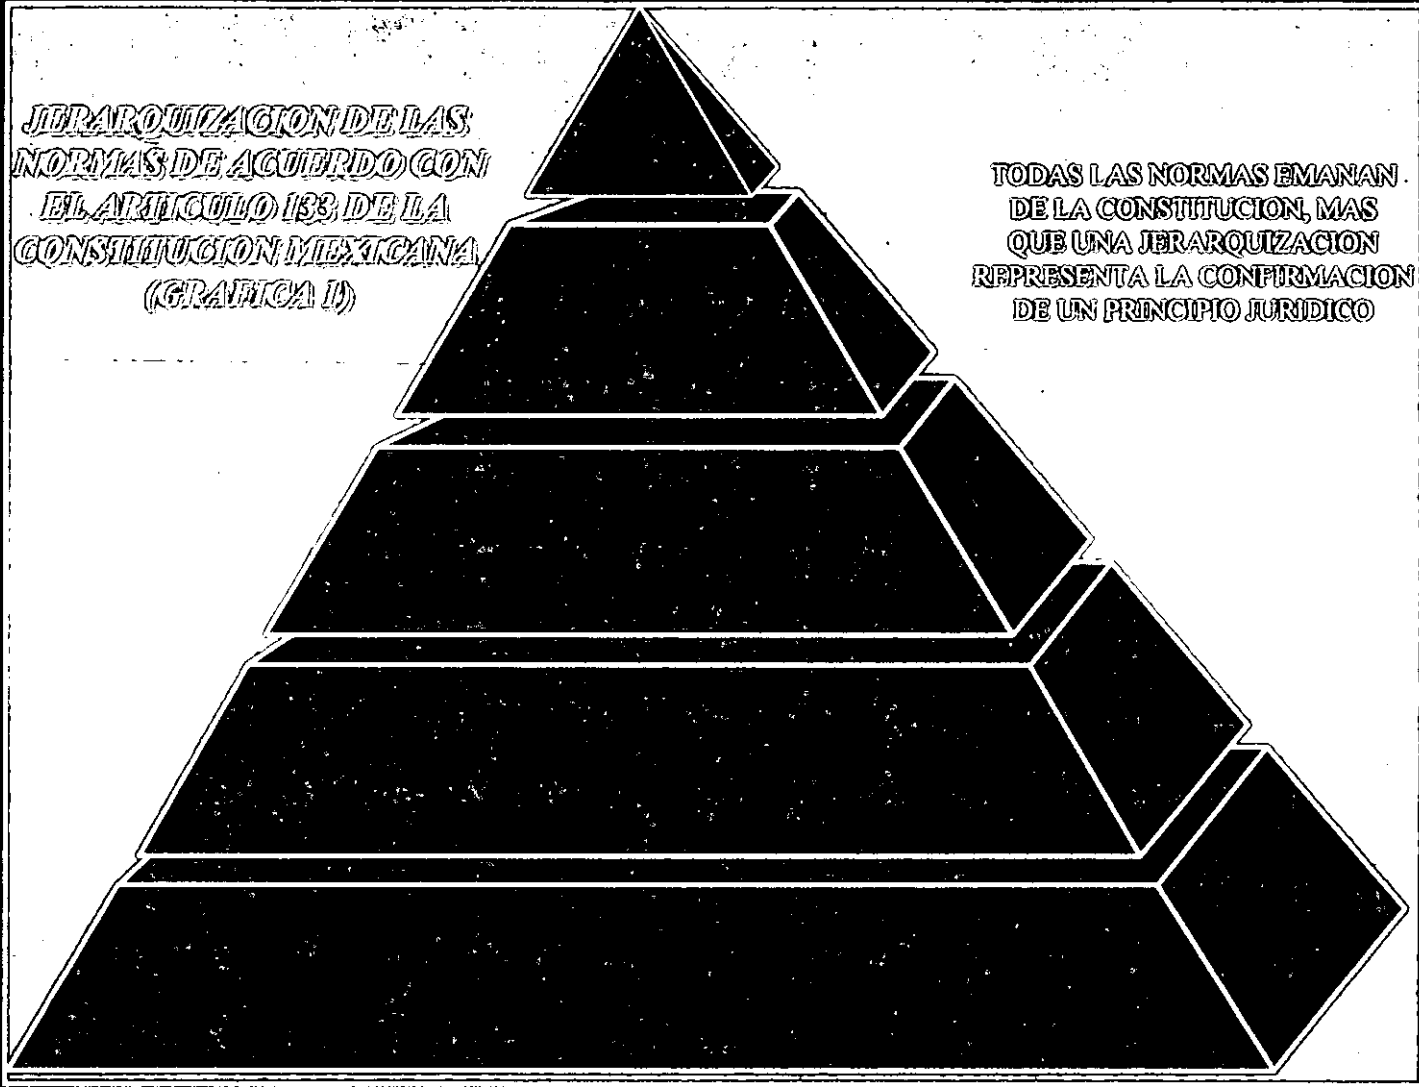 JERARQUIZACION DE LAS
NORMAS DE ACUERDO CON
EL ARTICULO 133 DE LA
CONSTITUCION MEXICANA
(GRAFICA 1)
TODAS LAS NORMAS EMANAN
DE LA CONSTITUCION, MAS
QUE UNA JERARQUIZACION
REPRESENTA LA CONFIRMACION
DE UN PRINCIPIO JURIDICO